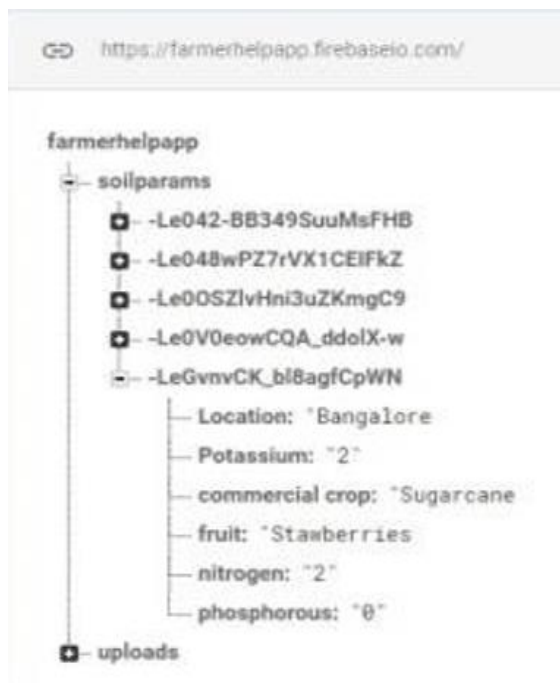 https://farmerhelpapp.firebaseio.com/
farmerhelpapp
soilparams
-Le042-BB349SuuMsFHB
-Le048wPZ7rVX1CEIFkZ
-Le0OSZlvHni3uZKmgC9
-Le0V0eowCQA_ddolX-w
-LeGvnvCK_bl8agfCpWN
Location: "Bangalore
Potassium: "2"
commercial crop: "Sugarcane
fruit: "Stawberries
nitrogen: "2"
phosphorous: "0"
uploads